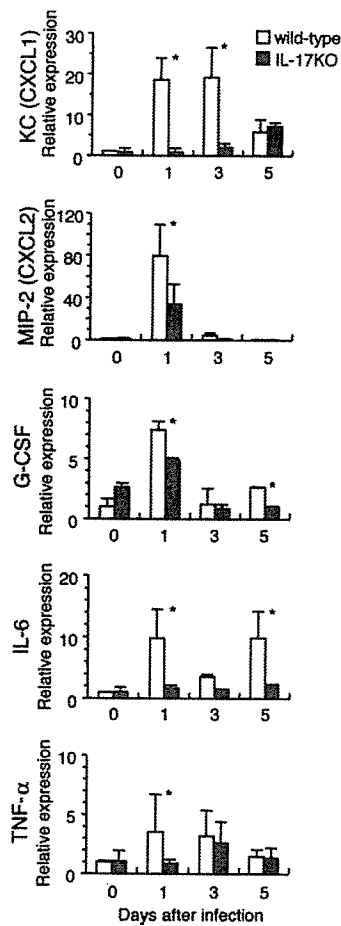 wild-type
IL-17KO
KC (CXCL1)
Relative expression
30
20
10
0
*
*
0 1 3 5
MIP-2 (CXCL2)
Relative expression
120
80
40
0
*
0 1 3 5
G-CSF
Relative expression
10
5
0
*
*
0 1 3 5
IL-6
Relative expression
20
10
0
*
*
0 1 3 5
TNF-α
Relative expression
10
5
0
*
0 1 3 5
Days after infection